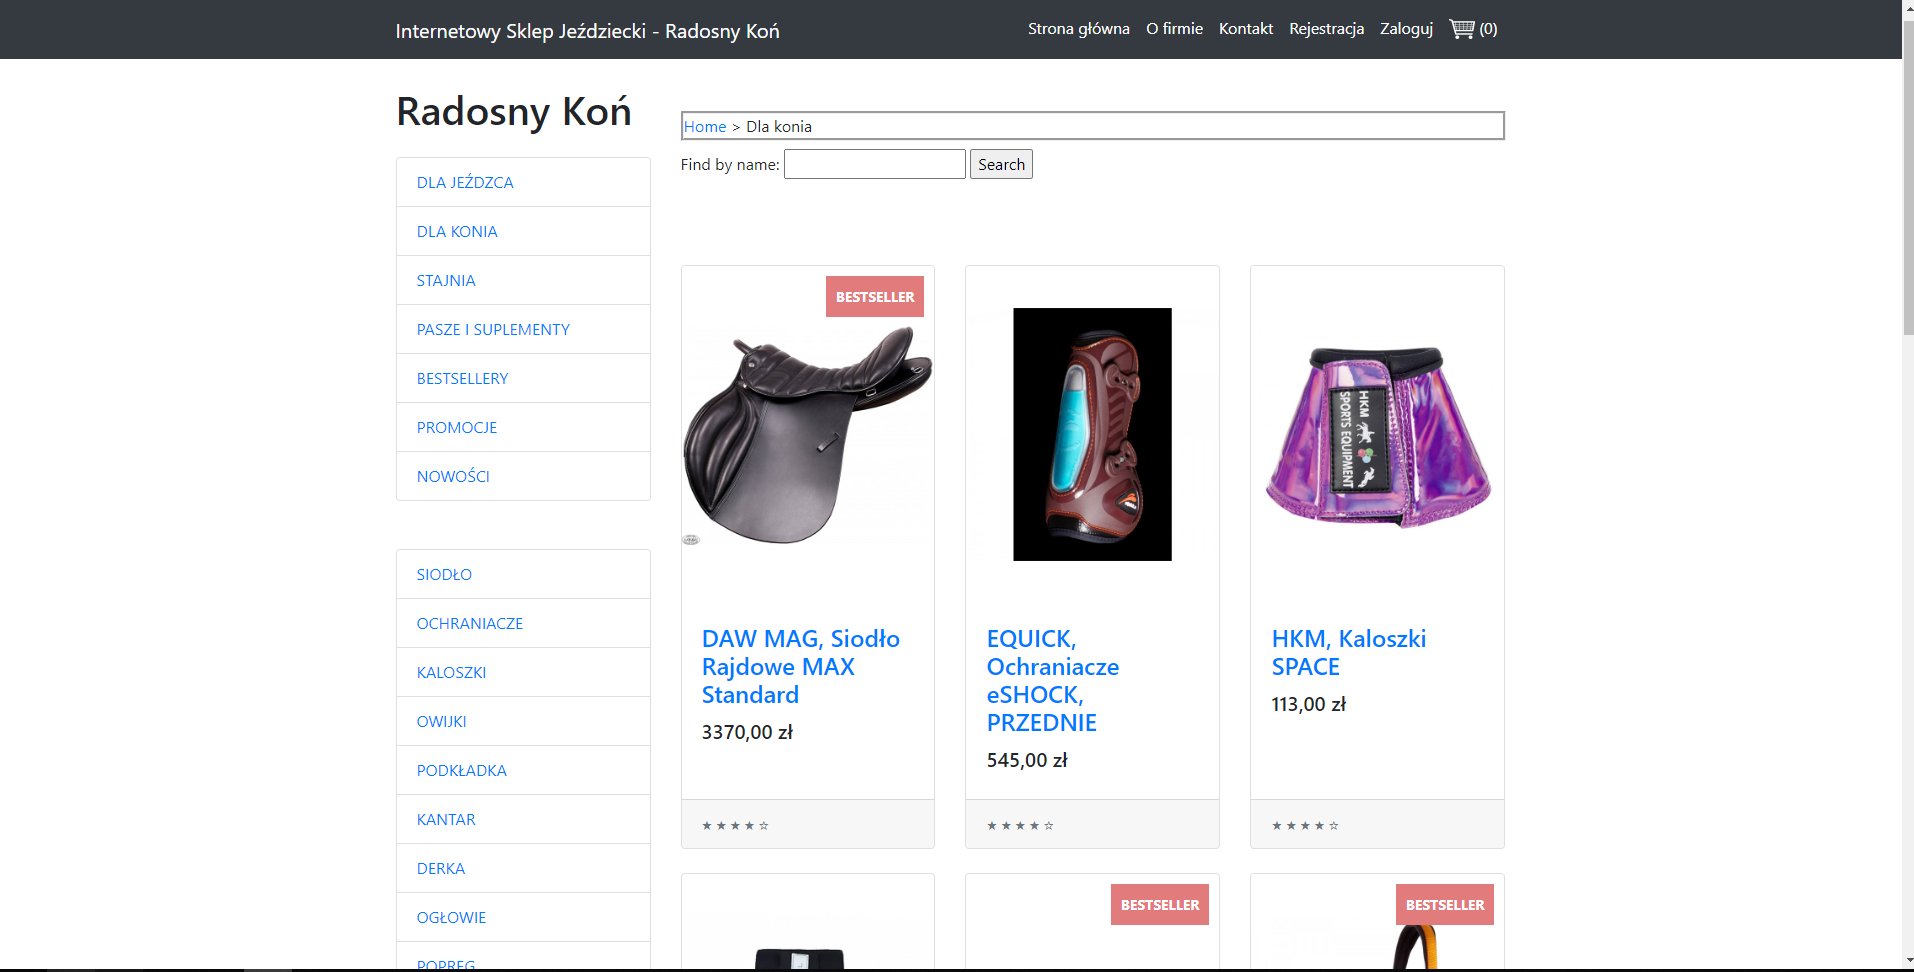 Internetowy Sklep Jeździecki - Radosny Koń
Strona główna O firmie Kontakt Rejestracja Zaloguj (0)
Radosny Koń
DLA JEŹDZCA
DLA KONIA
STAJNIA
PASZE I SUPLEMENTY
BESTSELLERY
PROMOCJE
NOWOŚCI
SIODŁO
OCHRANIACZE
KALOSZKI
OWIJKI
PODKŁADKA
KANTAR
DERKA
OGŁOWIE
POPRĘG
Home > Dla konia
Find by name: Search
BESTSELLER
DAW MAG, Siodło
Rajdowe MAX
Standard
3370,00 zł
★ ★ ★ ★ ☆
EQUICK,
Ochraniacze
eSHOCK,
PRZEDNIE
545,00 zł
★ ★ ★ ★ ☆
HKM
SPORTS EQUIPMENT
HKM, Kaloszki
SPACE
113,00 zł
★ ★ ★ ★ ☆
BESTSELLER
BESTSELLER